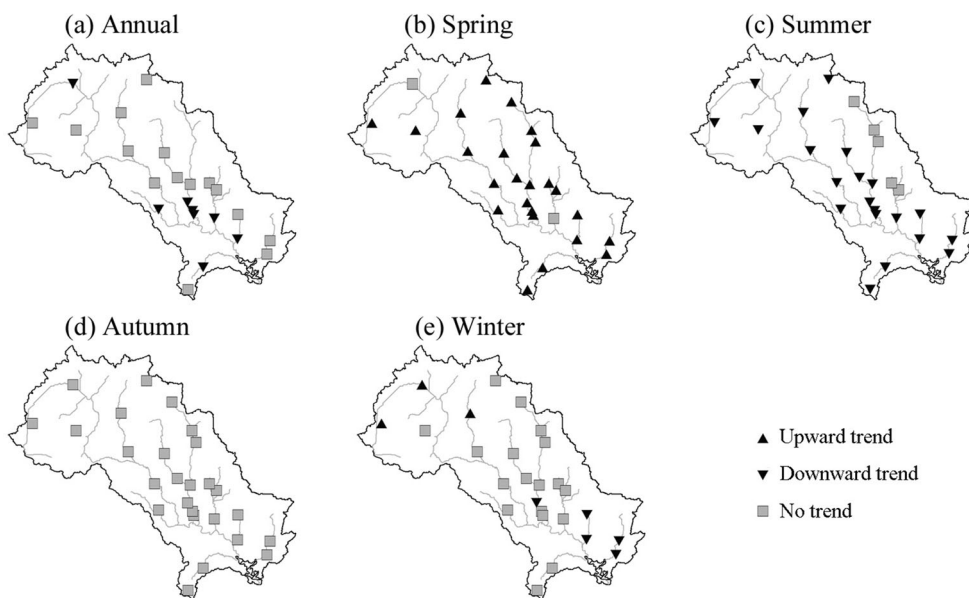 (a) Annual
(b) Spring
(c) Summer
(d) Autumn
(e) Winter
Upward trend
Downward trend
No trend